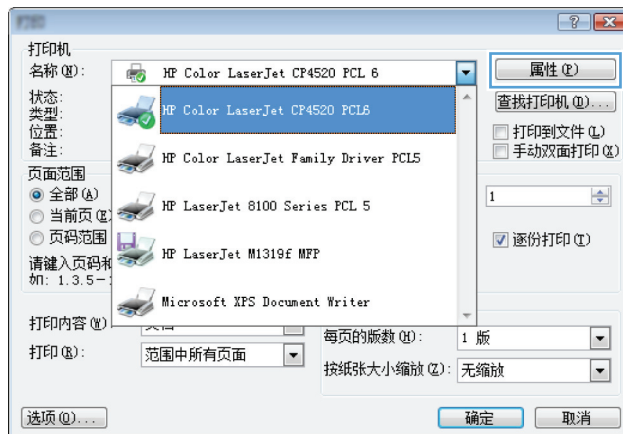 打印机
名称(N):
HP Color LaserJet CP4520 PCL 6
属性(P)
状态:
类型:
位置:
备注:
HP Color LaserJet CP4520 PCL6
HP Color LaserJet Family Driver PCL5
HP LaserJet 8100 Series PCL 5
HP LaserJet M1319f MFP
Microsoft XPS Document Writer
查找打印机(D)...
打印到文件(L)
手动双面打印(X)
页面范围
全部(A)
当前页(E)
页码范围
请键入页码和
如: 1.3.5-
1
逐份打印(T)
打印内容(W):
打印(R):
范围中所有页面
每页的版数(H):
1 版
按纸张大小缩放(Z):
无缩放
选项(O)...
确定
取消